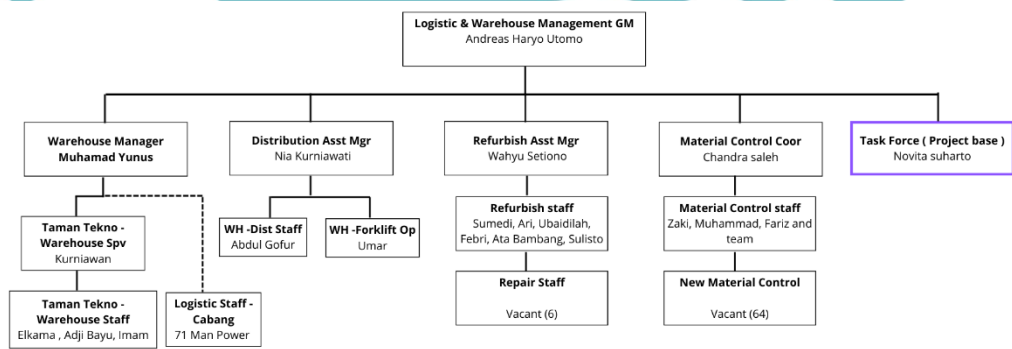 Logistic & Warehouse Management GM
Andreas Haryo Utomo
Warehouse Manager
Muhamad Yunus
Distribution Asst Mgr
Nia Kurniawati
Refurbish Asst Mgr
Wahyu Setiono
Material Control Coor
Chandra saleh
Task Force ( Project base )
Novita suharto
Taman Tekno -
Warehouse Spv
Kurniawan
WH -Dist Staff
Abdul Gofur
WH -Forklift Op
Umar
Refurbish staff
Sumedi, Ari, Ubaidilah,
Febri, Ata Bambang, Sulisto
Material Control staff
Zaki, Muhammad, Fariz and
team
Taman Tekno -
Warehouse Staff
Elkama , Adji Bayu, Imam
Logistic Staff -
Cabang
71 Man Power
Repair Staff
Vacant (6)
New Material Control
Vacant (64)